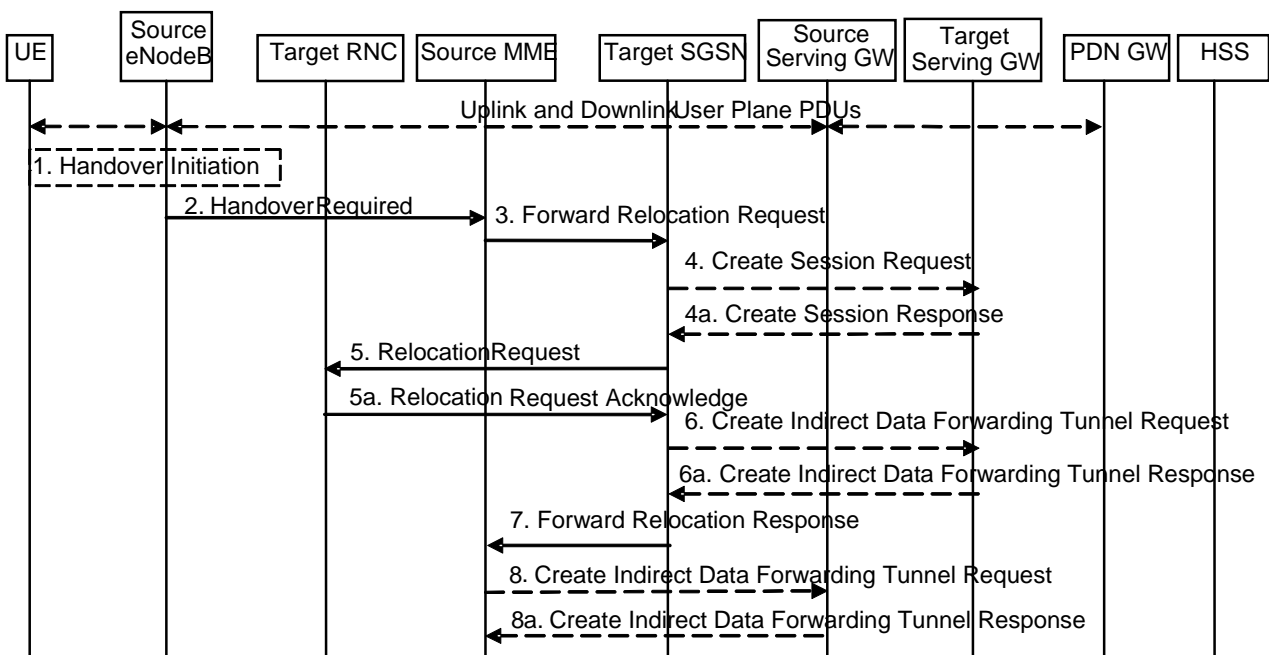 UE
Source
eNodeB
Target RNC
Source MME
Target SGSN
Source
Serving GW
Target
Serving GW
PDN GW
HSS
Uplink and Downlink User Plane PDUs
1. Handover Initiation
2. Handover Required
3. Forward Relocation Request
4. Create Session Request
4a. Create Session Response
5. Relocation Request
5a. Relocation Request Acknowledge
6. Create Indirect Data Forwarding Tunnel Request
6a. Create Indirect Data Forwarding Tunnel Response
7. Forward Relocation Response
8. Create Indirect Data Forwarding Tunnel Request
8a. Create Indirect Data Forwarding Tunnel Response